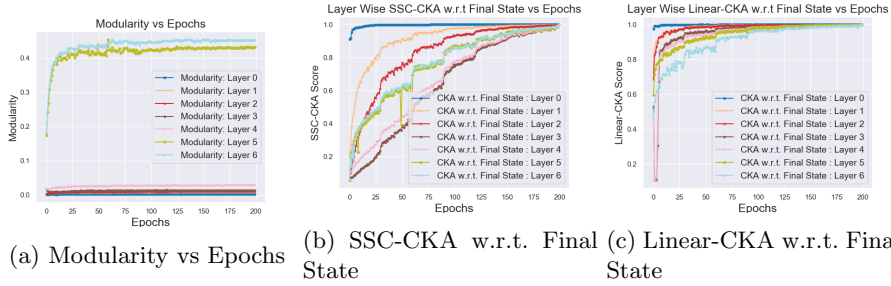 Modularity vs Epochs
Modularity
0.4
0.3
0.2
0.1
0.0
Modularity: Layer 0
Modularity: Layer 1
Modularity: Layer 2
Modularity: Layer 3
Modularity: Layer 4
Modularity: Layer 5
Modularity: Layer 6
0 25 50 75 100 125 150 175 200
Epochs
(a) Modularity vs Epochs
Layer Wise SSC-CKA w.r.t Final State vs Epochs
SSC-CKA Score
1.0
0.8
0.6
0.4
0.2
CKA w.r.t. Final State : Layer 0
CKA w.r.t. Final State : Layer 1
CKA w.r.t. Final State : Layer 2
CKA w.r.t. Final State : Layer 3
CKA w.r.t. Final State : Layer 4
CKA w.r.t. Final State : Layer 5
CKA w.r.t. Final State : Layer 6
0 25 50 75 100 125 150 175 200
Epochs
(b) SSC-CKA w.r.t. Final
State
Layer Wise Linear-CKA w.r.t Final State vs Epochs
Linear-CKA Score
1.0
0.8
0.6
0.4
0.2
CKA w.r.t. Final State : Layer 0
CKA w.r.t. Final State : Layer 1
CKA w.r.t. Final State : Layer 2
CKA w.r.t. Final State : Layer 3
CKA w.r.t. Final State : Layer 4
CKA w.r.t. Final State : Layer 5
CKA w.r.t. Final State : Layer 6
0 25 50 75 100 125 150 175 200
Epochs
(c) Linear-CKA w.r.t. Fina
State